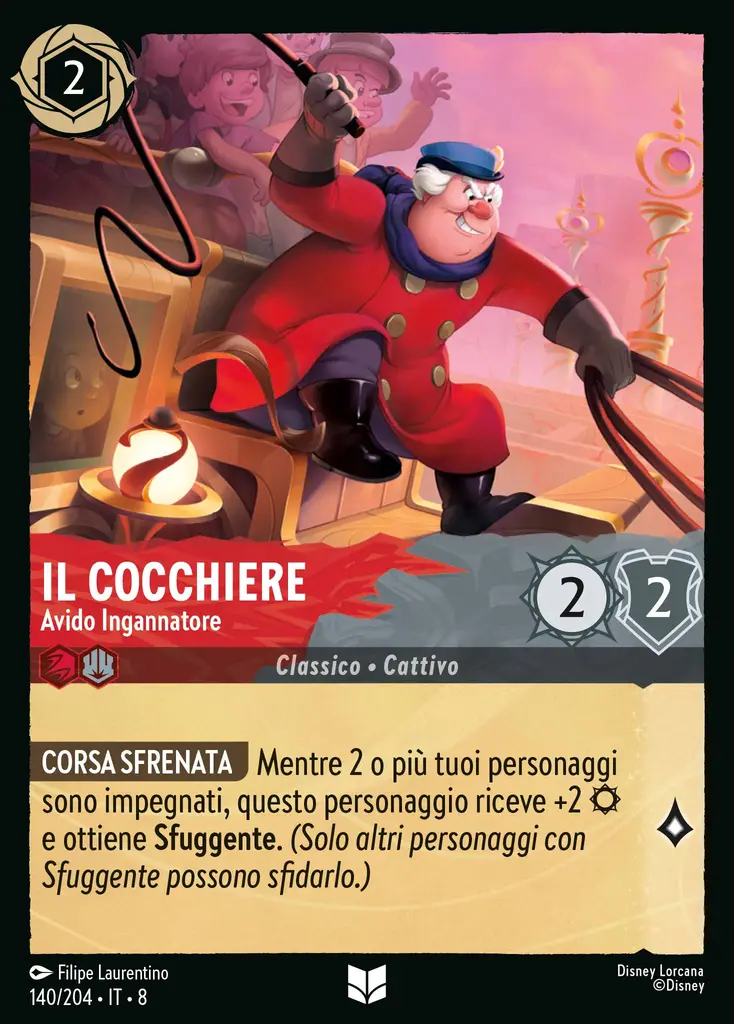 2
IL COCCHIERE
Avido Ingannatore
2
2
Classico • Cattivo
CORSA SFRENATA Mentre 2 o più tuoi personaggi
sono impegnati, questo personaggio riceve +2
e ottiene Sfuggente. (Solo altri personaggi con
Sfuggente possono sfidarlo.)
Filipe Laurentino
140/204 • IT • 8
Disney Lorcana
©Disney